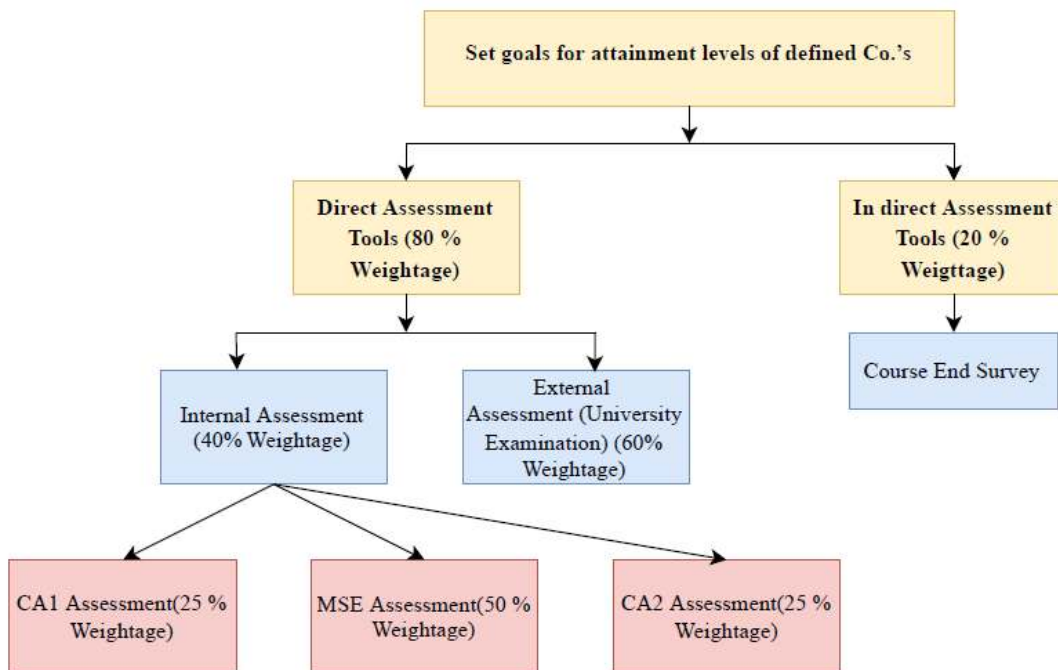 Set goals for attainment levels of defined Co.'s
Direct Assessment
Tools (80 %
Weightage)
In direct Assessment
Tools (20 %
Weigttage)
Internal Assessment
(40% Weightage)
External
Assessment (University
Examination) (60%
Weightage)
Course End Survey
CA1 Assessment(25 %
Weightage)
MSE Assessment(50 %
Weightage)
CA2 Assessment(25 %
Weightage)